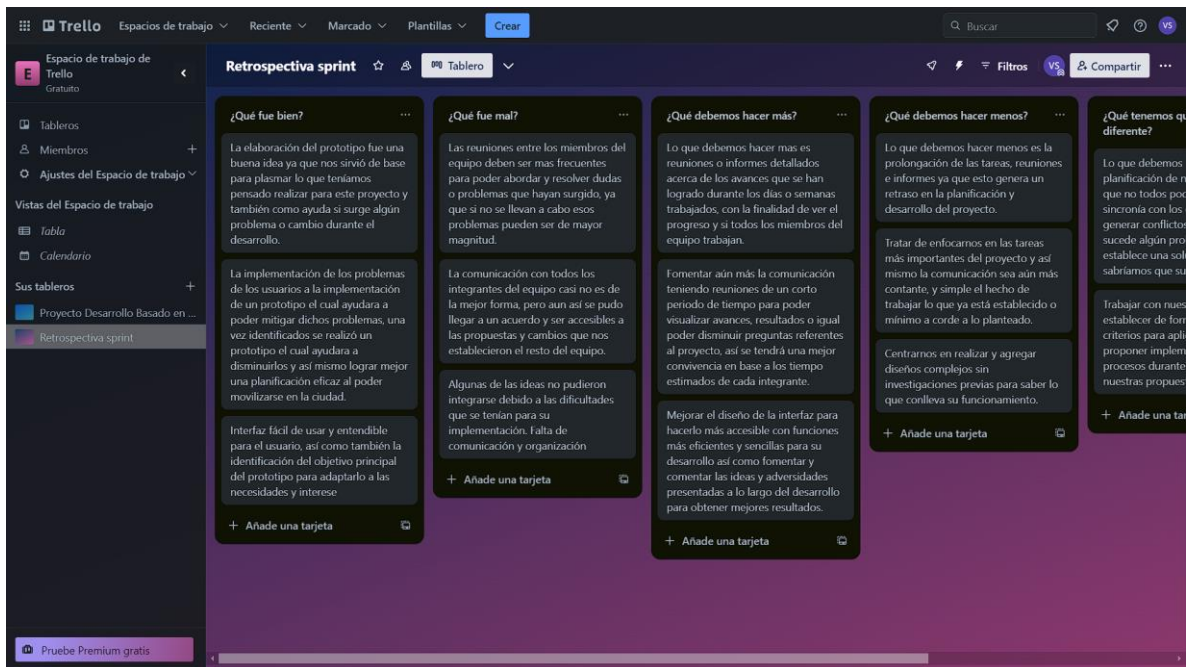 Trello
Espacios de trabajo
Reciente
Marcado
Plantillas
Crear
Buscar
VS
E
Espacio de trabajo de
Trello
Gratuito
Tableros
Miembros
Ajustes del Espacio de trabajo
Vistas del Espacio de trabajo
Tabla
Calendario
Sus tableros
Proyecto Desarrollo Basado en ...
Retrospectiva sprint
Pruebe Premium gratis
Retrospectiva sprint
Tablero
Filtros
VS
Compartir
¿Qué fue bien?
La elaboración del prototipo fue una
buena idea ya que nos sirvió de base
para plasmar lo que teníamos
pensado realizar para este proyecto y
también como ayuda si surge algún
problema o cambio durante el
desarrollo.
La implementación de los problemas
de los usuarios a la implementación
de un prototipo el cual ayudara a
poder mitigar dichos problemas, una
vez identificados se realizó un
prototipo el cual ayudara a
disminuirlos y así mismo lograr mejor
una planificación eficaz al poder
movilizarse en la ciudad.
Interfaz fácil de usar y entendible
para el usuario, así como también la
identificación del objetivo principal
del prototipo para adaptarlo a las
necesidades y interese
+ Añade una tarjeta
¿Qué fue mal?
Las reuniones entre los miembros del
equipo deben ser mas frecuentes
para poder abordar y resolver dudas
o problemas que hayan surgido, ya
que si no se llevan a cabo esos
problemas pueden ser de mayor
magnitud.
La comunicación con todos los
integrantes del equipo casi no es de
la mejor forma, pero aun así se pudo
llegar a un acuerdo y ser accesibles a
las propuestas y cambios que nos
establecieron el resto del equipo.
Algunas de las ideas no pudieron
integrarse debido a las dificultades
que se tenían para su
implementación. Falta de
comunicación y organización
+ Añade una tarjeta
¿Qué debemos hacer más?
Lo que debemos hacer mas es
reuniones o informes detallados
acerca de los avances que se han
logrado durante los días o semanas
trabajados, con la finalidad de ver el
progreso y si todos los miembros del
equipo trabajan.
Fomentar aún más la comunicación
teniendo reuniones de un corto
periodo de tiempo para poder
visualizar avances, resultados o igual
poder disminuir preguntas referentes
al proyecto, así se tendrá una mejor
convivencia en base a los tiempo
estimados de cada integrante.
Mejorar el diseño de la interfaz para
hacerlo más accesible con funciones
más eficientes y sencillas para su
desarrollo así como fomentar y
comentar las ideas y adversidades
presentadas a lo largo del desarrollo
para obtener mejores resultados.
+ Añade una tarjeta
¿Qué debemos hacer menos?
Lo que debemos hacer menos es la
prolongación de las tareas, reuniones
e informes ya que esto genera un
retraso en la planificación y
desarrollo del proyecto.
Tratar de enfocarnos en las tareas
más importantes del proyecto y así
mismo la comunicación sea aún más
contante, y simple el hecho de
trabajar lo que ya está establecido o
mínimo a corde a lo planteado.
Centrarnos en realizar y agregar
diseños complejos sin
investigaciones previas para saber lo
que conlleva su funcionamiento.
+ Añade una tarjeta
¿Qué tenemos qu
diferente?
Lo que debemos
planificación de n
que no todos pod
sincronía con los
generar conflictos
sucede algún pro
establece una sol
sabríamos que su
Trabajar con nues
establecer de for
criterios para apli
proponer implem
procesos durante
nuestras propues
+ Añade una tar